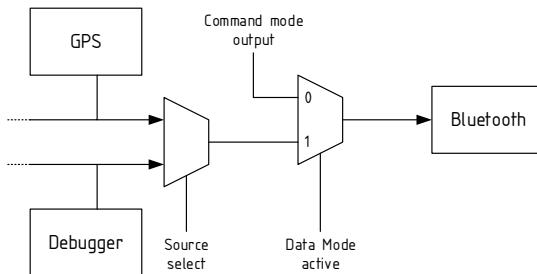 GPS
Command mode
output
0
1
Bluetooth
Debugger
Source
select
Data Mode
active